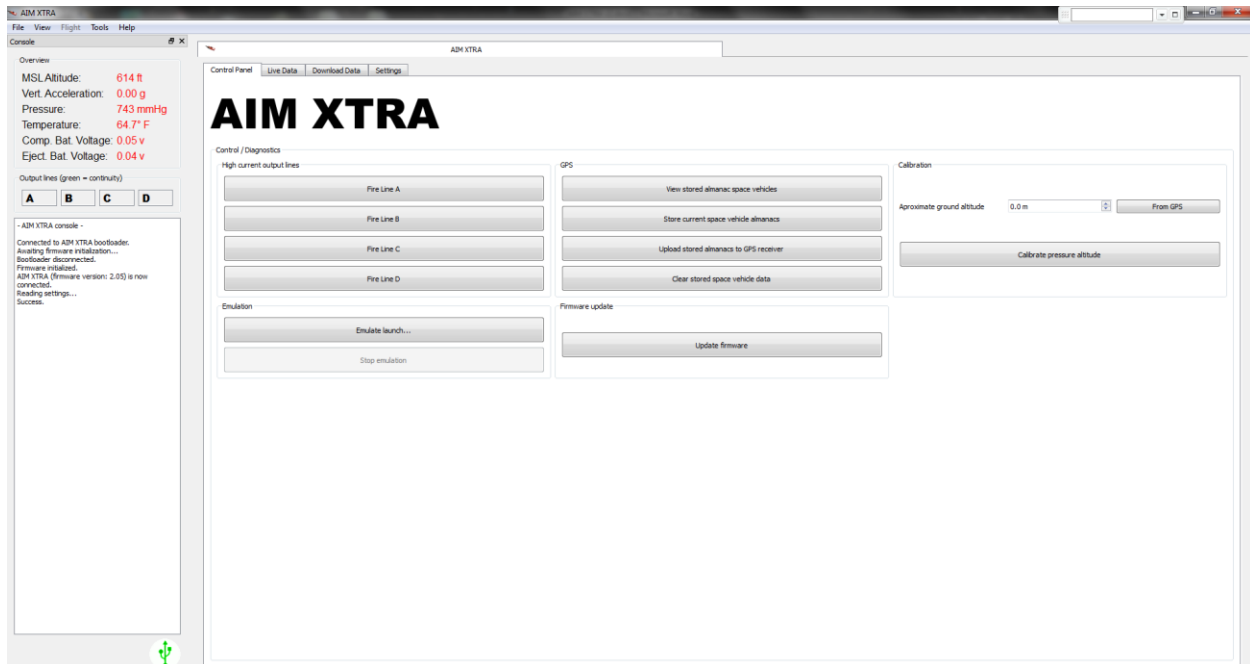 AIM XTRA
File View Flight Tools Help
Console
AIM XTRA
Overview
MSL Altitude: 614 ft
Vert. Acceleration: 0.00 g
Pressure: 743 mmHg
Temperature: 64.7° F
Comp. Bat. Voltage: 0.05 v
Eject. Bat. Voltage: 0.04 v
Output lines (green = continuity)
A B C D
- AIM XTRA console -
Connected to AIM XTRA bootloader.
Awaiting firmware initialization...
Bootloader disconnected.
Firmware initialized.
AIM XTRA (firmware version: 2.05) is now
connected.
Reading settings...
Success.
Control Panel Live Data Download Data Settings
AIM XTRA
Control / Diagnostics
High current output lines
Fire Line A
Fire Line B
Fire Line C
Fire Line D
GPS
View stored almanac space vehicles
Store current space vehicle almanacs
Upload stored almanacs to GPS receiver
Clear stored space vehicle data
Calibration
Aproximate ground altitude 0.0 m From GPS
Calibrate pressure altitude
Emulation
Emulate launch...
Stop emulation
Firmware update
Update firmware